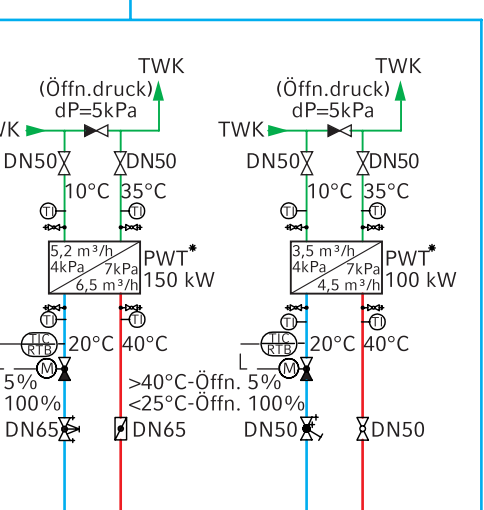 TWK
TWK
(Öffn.druck)
(Öffn.druck)
dP=5kPa
dP=5kPa
WK
TWK
DN50
DN50
DN50
DN50
10°C
35°C
10°C
35°C
TI
TI
TI
TI
5,2 m³/h
4kPa
7kPa
6,5 m³/h
PWT*
150 kW
3,5 m³/h
4kPa
7kPa
4,5 m³/h
PWT*
100 kW
TI
TI
TI
TI
TIC
RTB
20°C
40°C
TIC
RTB
20°C
40°C
L
M
L
M
5%
>40°C-Öffn. 5%
100%
<25°C-Öffn. 100%
DN65
DN65
DN50
DN50